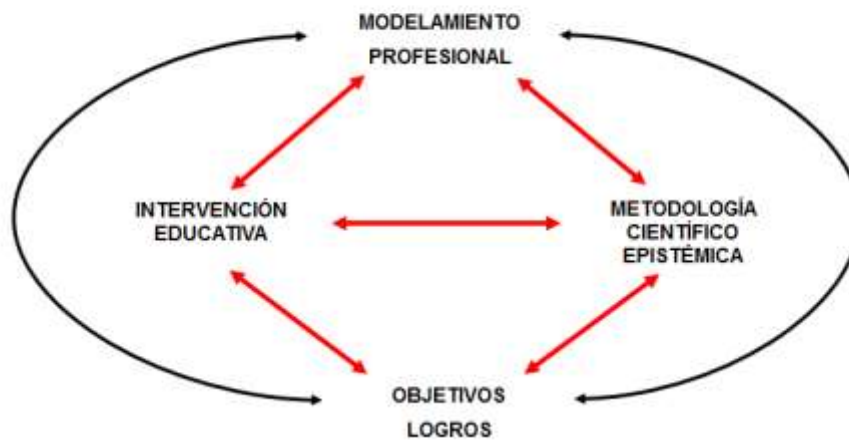 MODELAMIENTO
PROFESIONAL
INTERVENCIÓN
EDUCATIVA
METODOLOGÍA
CIENTÍFICO
EPISTÉMICA
OBJETIVOS
LOGROS